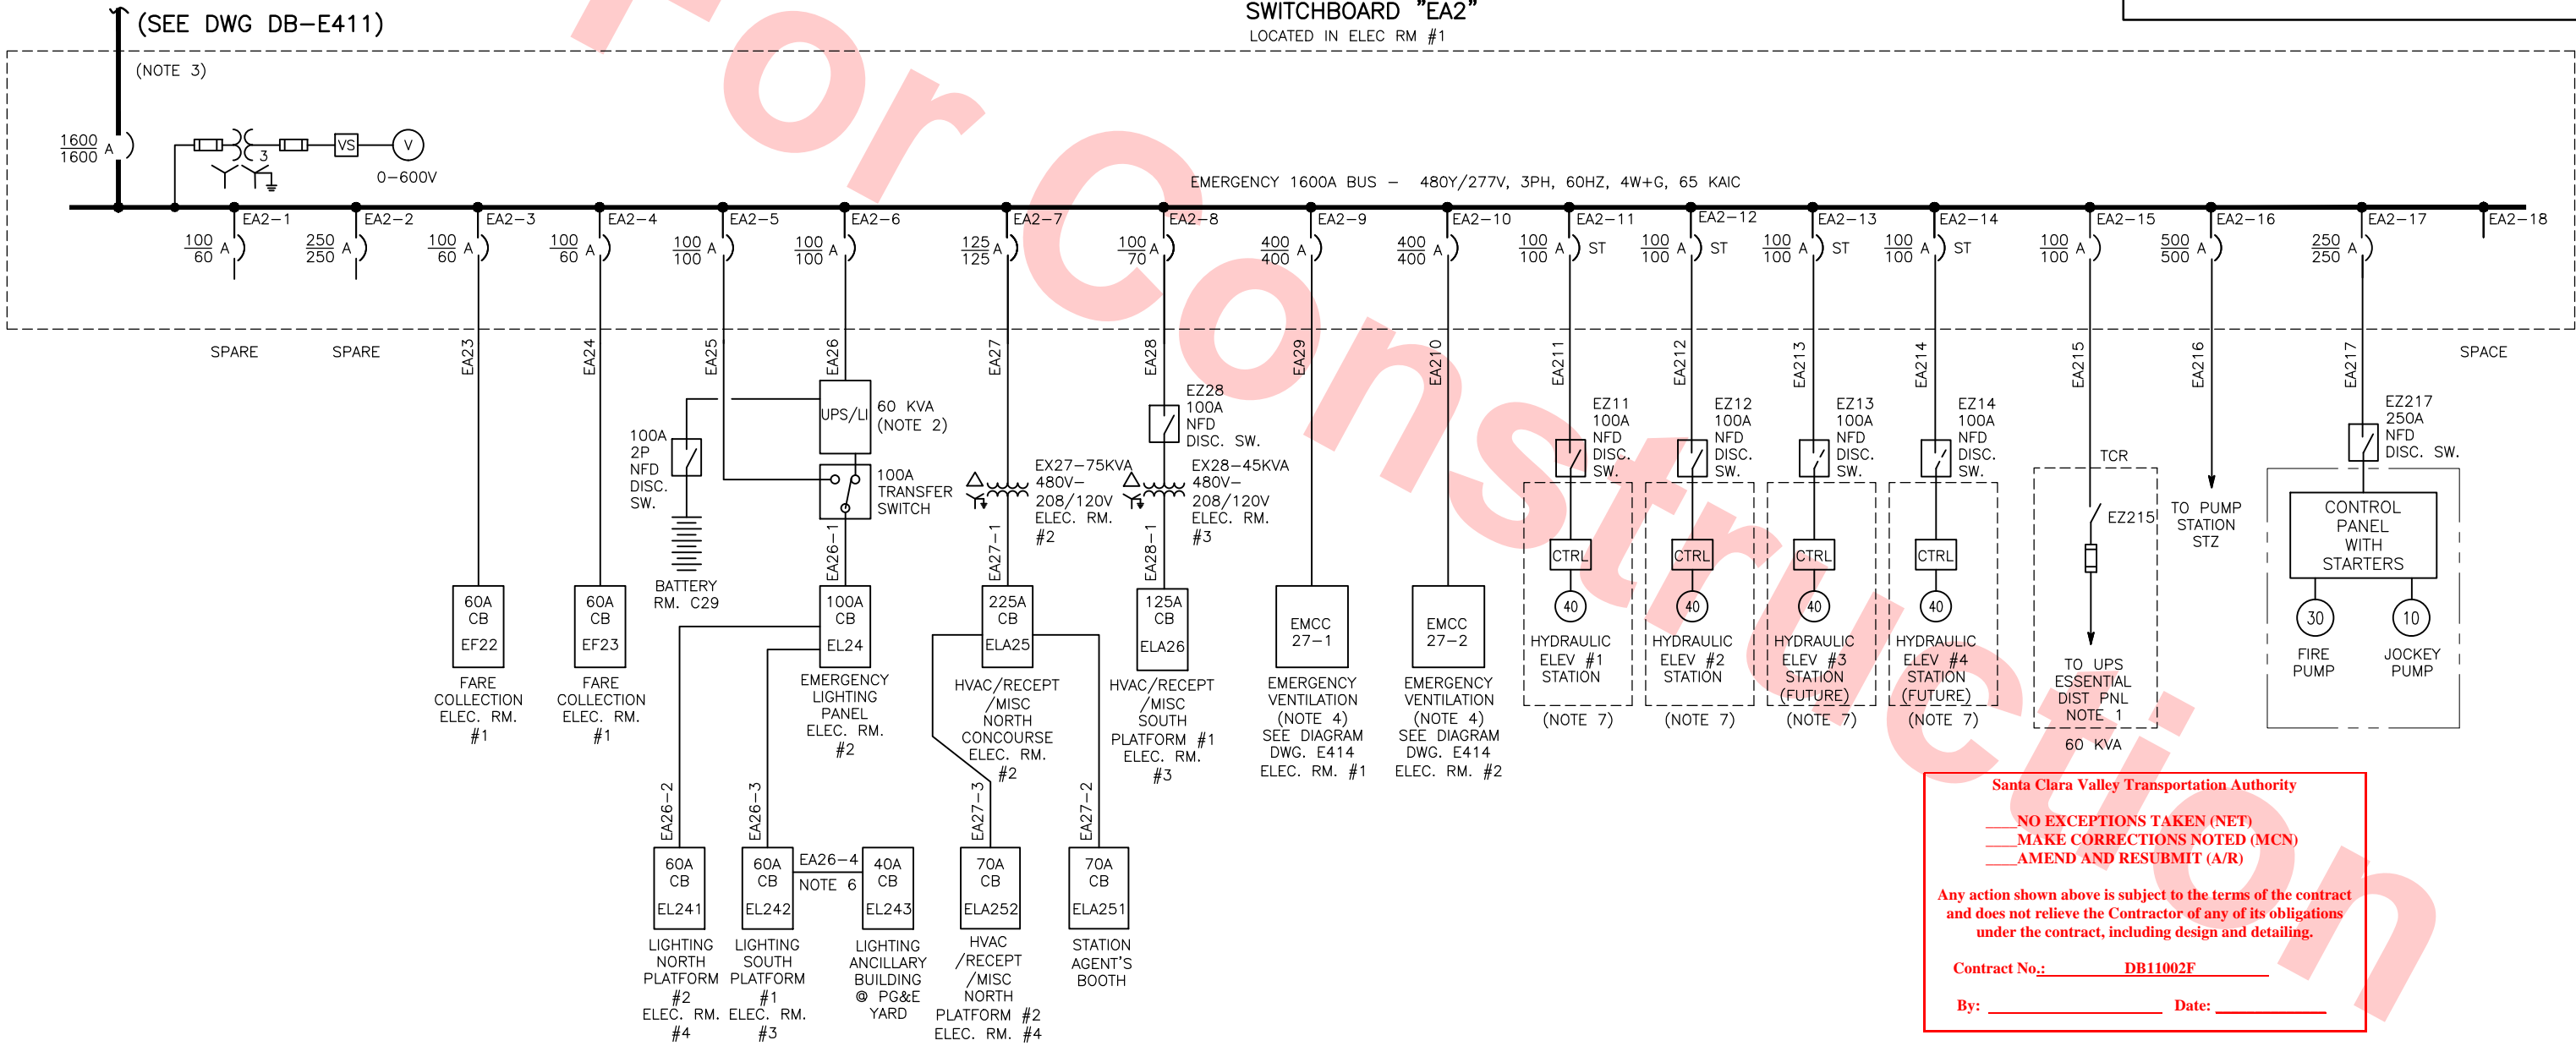 (SEE DWG DB-E411)
SWITCHBOARD "EA2"
LOCATED IN ELEC RM #1
(NOTE 3)
1600
1600 A
3
VS
V
0-600V
EMERGENCY 1600A BUS - 480Y/277V, 3PH, 60HZ, 4W+G, 65 KAIC
EA2-1
EA2-2
EA2-3
EA2-4
EA2-5
EA2-6
EA2-7
EA2-8
EA2-9
EA2-10
EA2-11
EA2-12
EA2-13
EA2-14
EA2-15
EA2-16
EA2-17
EA2-18
100
60 A
250
250 A
100
60 A
100
60 A
100
100 A
100
100 A
125
125 A
100
70 A
400
400 A
400
400 A
100
100 A ST
100
100 A ST
100
100 A ST
100
100 A ST
100
100 A
500
500 A
250
250 A
SPARE
SPARE
EA23
EA24
EA25
EA26
EA27
EA28
EA29
EA210
EA211
EA212
EA213
EA214
EA215
EA216
EA217
SPACE
UPS/LI
60 KVA
(NOTE 2)
100A
2P
NFD
DISC.
SW.
BATTERY
RM. C29
100A
TRANSFER
SWITCH
EA26-1
EX27-75KVA
480V-
208/120V
ELEC. RM.
#2
EA27-1
EZ28
100A
NFD
DISC. SW.
EX28-45KVA
480V-
208/120V
ELEC. RM.
#3
EA28-1
EZ11
100A
NFD
DISC.
SW.
EZ12
100A
NFD
DISC.
SW.
EZ13
100A
NFD
DISC.
SW.
EZ14
100A
NFD
DISC.
SW.
TCR
EZ215
TO PUMP
STATION
STZ
EZ217
250A
NFD
DISC. SW.
CONTROL
PANEL
WITH
STARTERS
30
FIRE
PUMP
10
JOCKEY
PUMP
60A
CB
EF22
FARE
COLLECTION
ELEC. RM.
#1
60A
CB
EF23
FARE
COLLECTION
ELEC. RM.
#1
100A
CB
EL24
EMERGENCY
LIGHTING
PANEL
ELEC. RM.
#2
225A
CB
ELA25
HVAC/RECEPT
/MISC
NORTH
CONCOURSE
ELEC. RM.
#2
125A
CB
ELA26
HVAC/RECEPT
/MISC
SOUTH
PLATFORM #1
ELEC. RM.
#3
EMCC
27-1
EMERGENCY
VENTILATION
(NOTE 4)
SEE DIAGRAM
DWG. E414
ELEC. RM. #1
EMCC
27-2
EMERGENCY
VENTILATION
(NOTE 4)
SEE DIAGRAM
DWG. E414
ELEC. RM. #2
CTRL
40
HYDRAULIC
ELEV #1
STATION
(NOTE 7)
CTRL
40
HYDRAULIC
ELEV #2
STATION
(NOTE 7)
CTRL
40
HYDRAULIC
ELEV #3
STATION
(FUTURE)
(NOTE 7)
CTRL
40
HYDRAULIC
ELEV #4
STATION
(FUTURE)
(NOTE 7)
TO UPS
ESSENTIAL
DIST PNL
NOTE 1
60 KVA
EA26-2
EA26-3
EA27-3
EA27-2
60A
CB
EL241
LIGHTING
NORTH
PLATFORM
#2
ELEC. RM.
#4
60A
CB
EL242
LIGHTING
SOUTH
PLATFORM
#1
ELEC. RM.
#3
EA26-4
NOTE 6
40A
CB
EL243
LIGHTING
ANCILLARY
BUILDING
@ PG&E
YARD
70A
CB
ELA252
HVAC
/RECEPT
/MISC
NORTH
PLATFORM #2
ELEC. RM. #4
70A
CB
ELA251
STATION
AGENT'S
BOOTH
For Construction
Santa Clara Valley Transportation Authority
____NO EXCEPTIONS TAKEN (NET)
____MAKE CORRECTIONS NOTED (MCN)
____AMEND AND RESUBMIT (A/R)
Any action shown above is subject to the terms of the contract
and does not relieve the Contractor of any of its obligations
under the contract, including design and detailing.
Contract No.: DB11002F
By: ____ Date: ____